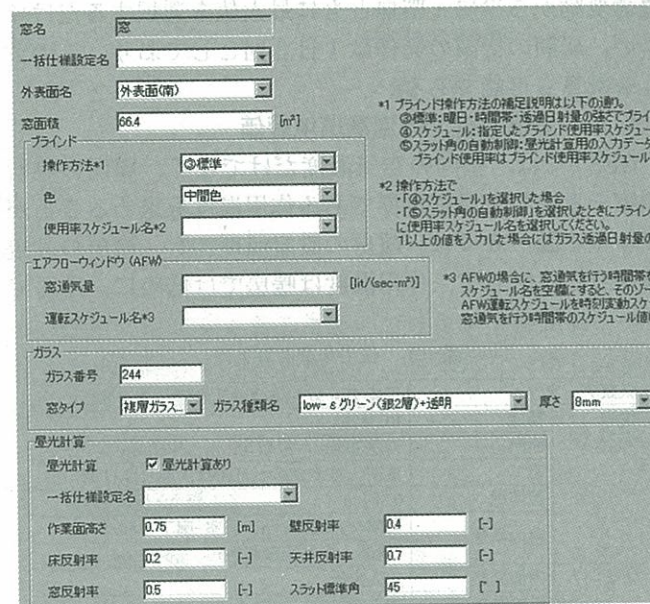 窓名 窓
一括仕様設定名
外表面名 外表面(南)
窓面積 66.4 [m²]
ブラインド
操作方法*1 ③標準
色 中間色
使用率スケジュール名*2
*1 ブラインド操作方法の補足説明は以下の通り。
③標準:曜日・時間帯・透過日射量の強さでブライ
④スケジュール:指定したブラインド使用率スケジュー
⑤スラット角の自動制御:昼光計算用の入力データ
ブラインド使用率はブラインド使用率スケジュール
*2 操作方法で
・「④スケジュール」を選択した場合
・「⑤スラット角の自動制御」を選択したときにブライン
に使用率スケジュール名を選択してください。
1以上の値を入力した場合にはガラス透過日射量の
エアフローウィンドウ (AFW)
窓通気量 [lit/(sec・m²)]
運転スケジュール名*3
*3 AFWの場合に、窓通気を行う時間帯を
スケジュール名を空欄にすると、そのゾー
AFW運転スケジュールを時刻変動スケ
窓通気を行う時間帯のスケジュール値
ガラス
ガラス番号 244
窓タイプ 複層ガラス... ガラス種類名 low-εグリーン(銀2層)+透明 厚さ 8mm
昼光計算
昼光計算 昼光計算あり
一括仕様設定名
作業面高さ 0.75 [m] 壁反射率 0.4 [-]
床反射率 0.2 [-] 天井反射率 0.7 [-]
窓反射率 0.5 [-] スラット標準角 45 [°]